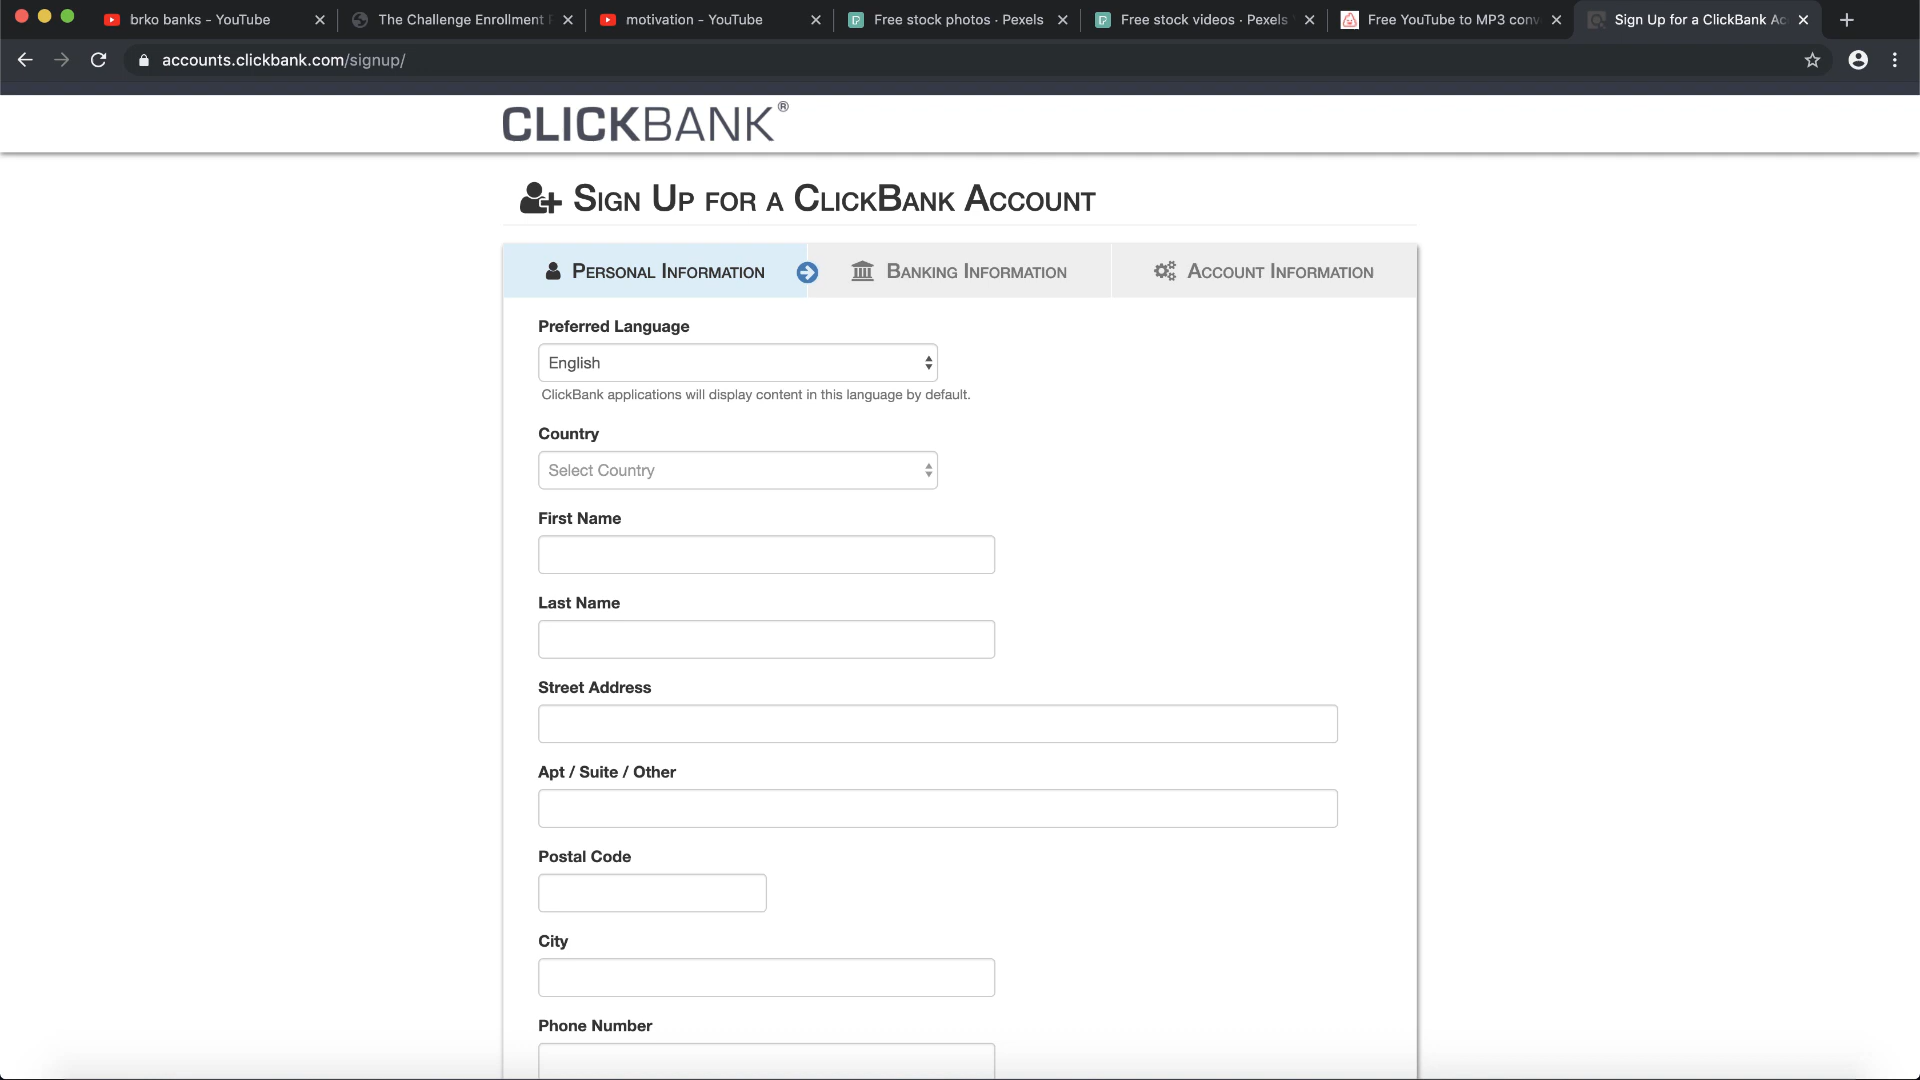 brko banks - YouTube
The Challenge Enrollment
motivation - YouTube
Free stock photos · Pexels
Free stock videos · Pexels
Free YouTube to MP3 conv
Sign Up for a ClickBank Ac
accounts.clickbank.com/signup/
CLICKBANK®
Sign Up for a ClickBank Account
Personal Information
Banking Information
Account Information
Preferred Language
English
ClickBank applications will display content in this language by default.
Country
Select Country
First Name
Last Name
Street Address
Apt / Suite / Other
Postal Code
City
Phone Number